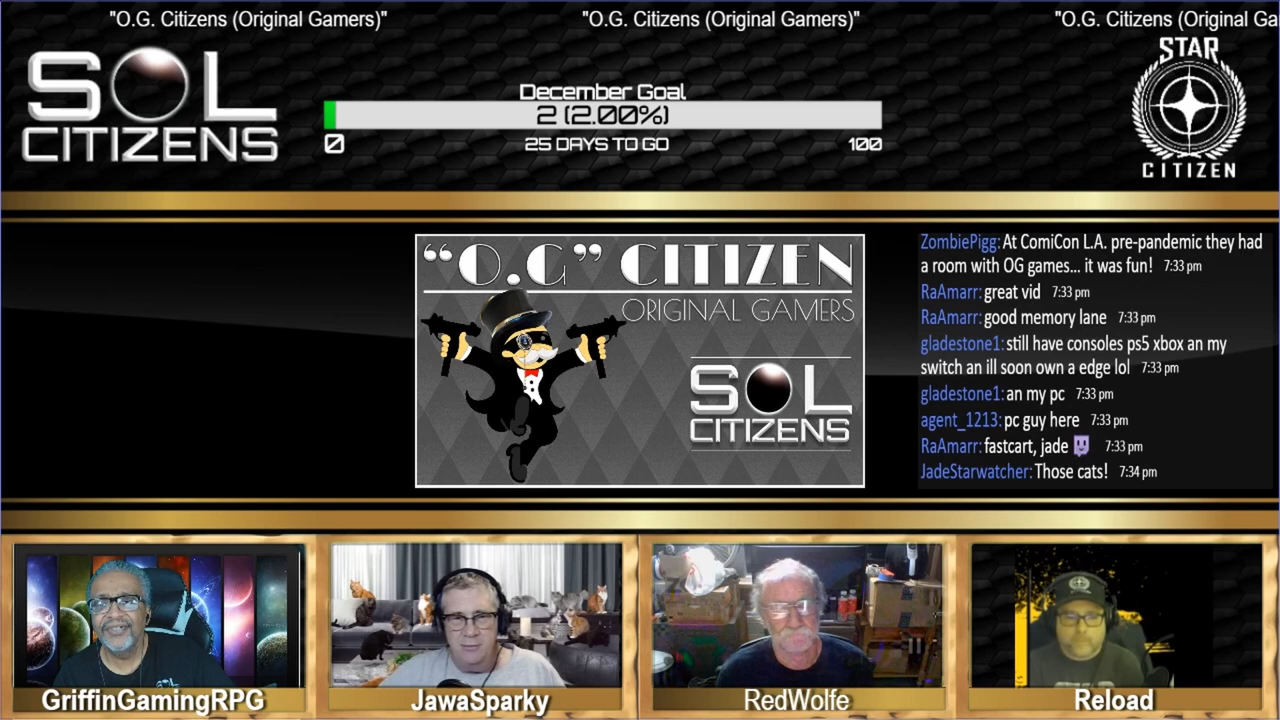 "O.G. Citizens (Original Gamers)"
"O.G. Citizens (Original Gamers)"
"O.G. Citizens (Original Ga
SOL
CITIZENS
December Goal
2 (2.00%)
0
25 DAYS TO GO
100
STAR
CITIZEN
“O.G” CITIZEN
ORIGINAL GAMERS
SOL
CITIZENS
ZombiePigg: At ComiCon L.A. pre-pandemic they had
a room with OG games... it was fun! 7:33 pm
RaAmarr: great vid 7:33 pm
RaAmarr: good memory lane 7:33 pm
gladestone1: still have consoles ps5 xbox an my
switch an ill soon own a edge lol 7:33 pm
gladestone1: an my pc 7:33 pm
agent_1213: pc guy here 7:33 pm
RaAmarr: fastcart, jade 7:33 pm
JadeStarwatcher: Those cats! 7:34 pm
GriffinGamingRPG
JawaSparky
RedWolfe
Reload